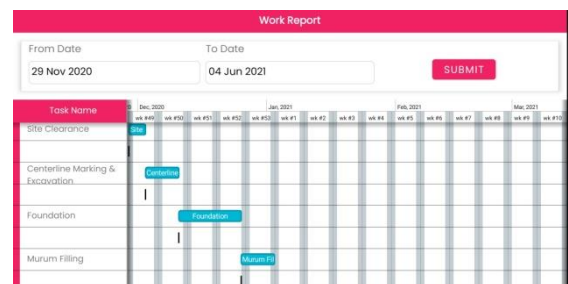 Work Report
From Date
To Date
29 Nov 2020
04 Jun 2021
SUBMIT
Task Name
Dec, 2020
Jan, 2021
Feb, 2021
Mar, 2021
wk #49 wk #50 wk #51 wk #52 wk #53 wk #1 wk #2 wk #3 wk #4 wk #5 wk #6 wk #7 wk #8 wk #9 wk #10
Site Clearance
Site
Centerline Marking &
Excavation
Centerline
Foundation
Foundation
Murum Filling
Murum Fil